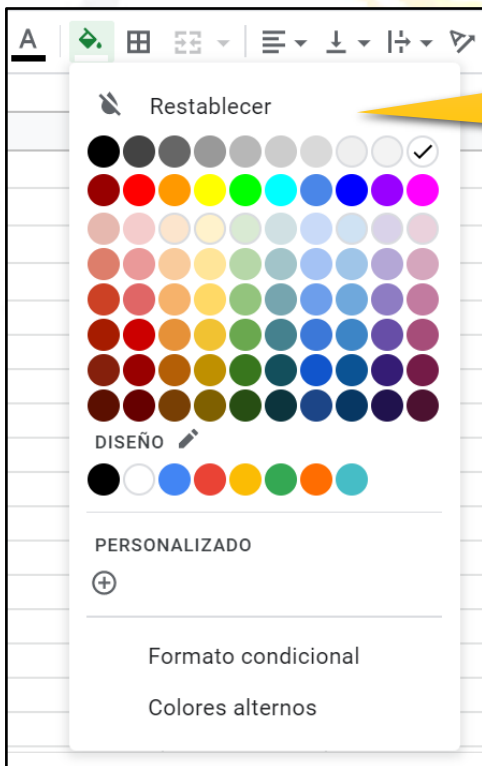 A
Restablecer
DISEÑO
PERSONALIZADO
Formato condicional
Colores alternos